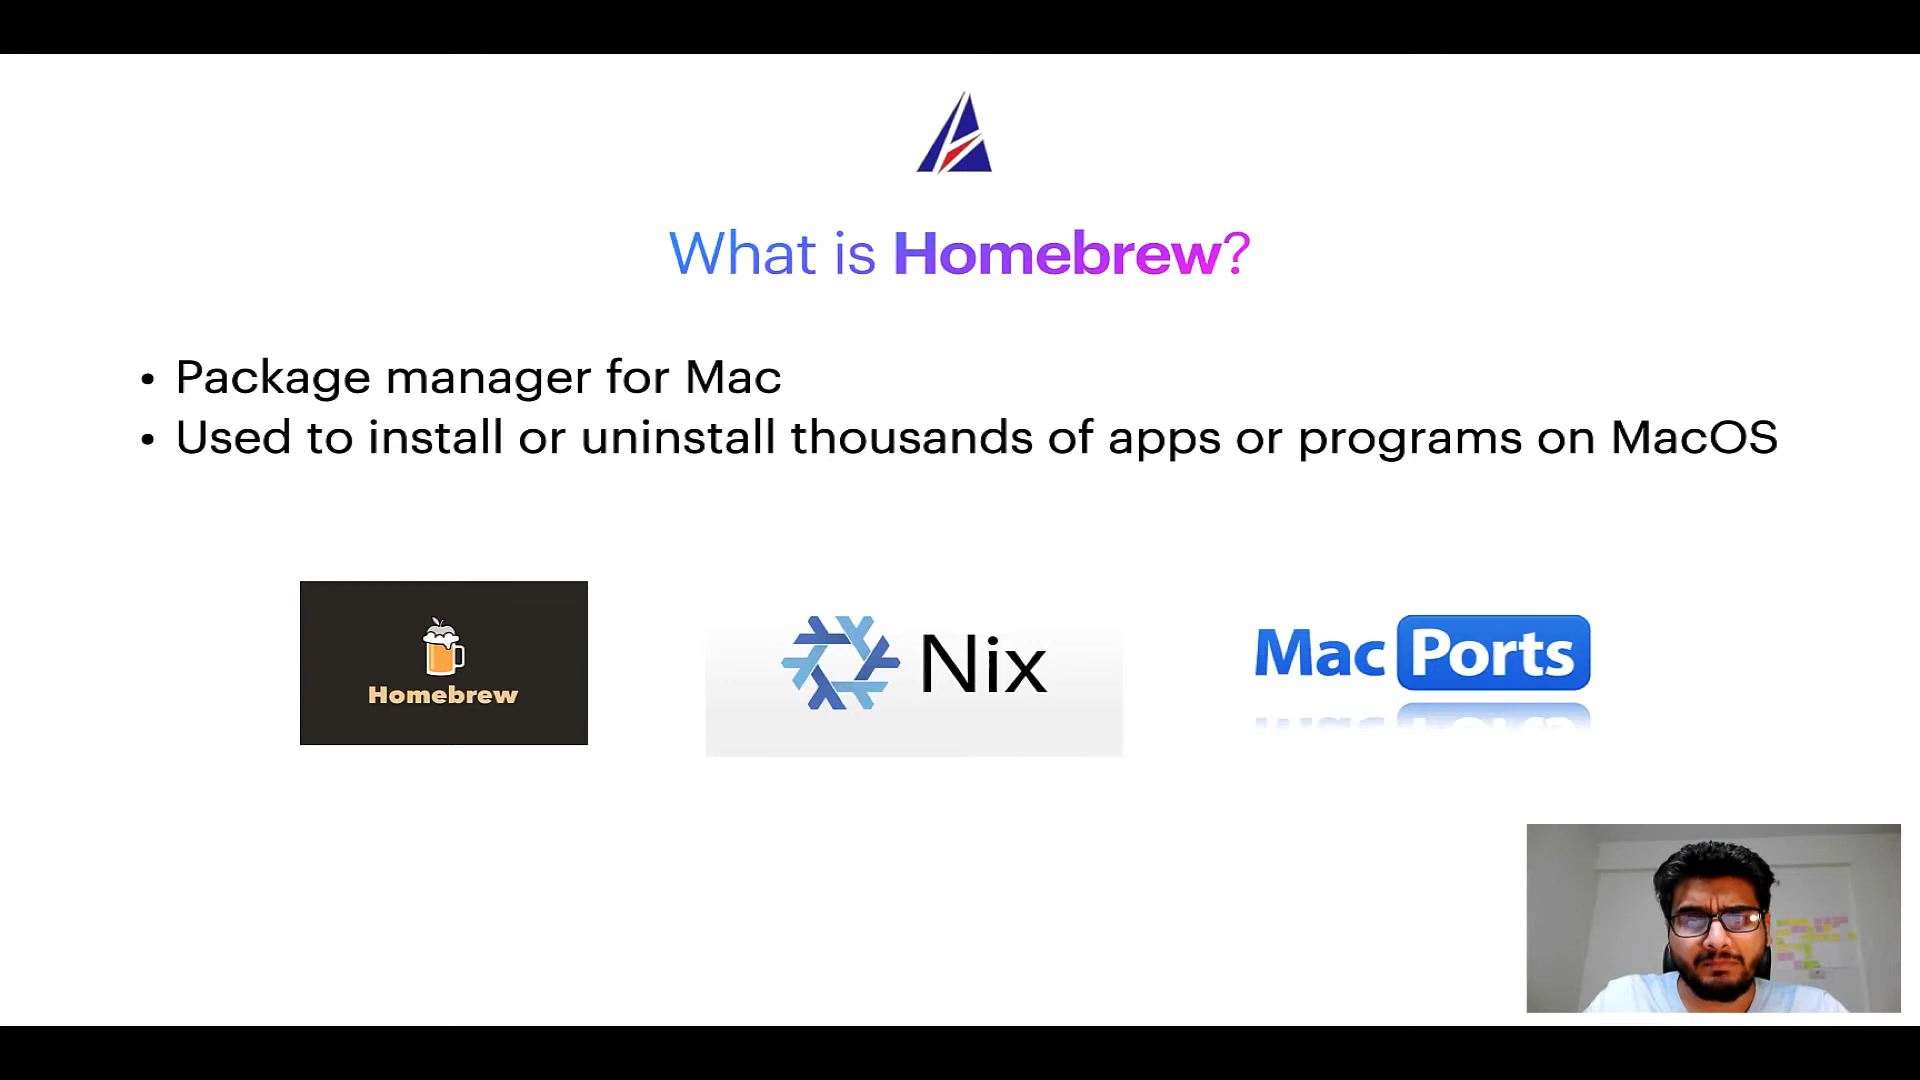 What is Homebrew?
• Package manager for Mac
• Used to install or uninstall thousands of apps or programs on MacOS
Homebrew
Nix
Mac Ports